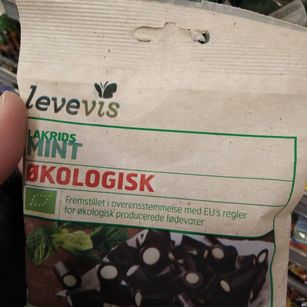 levevis
LAKRIDS
MINT
ØKOLOGISK
Fremstillet i overensstemmelse med EU's regler
for økologisk producerede fødevarer